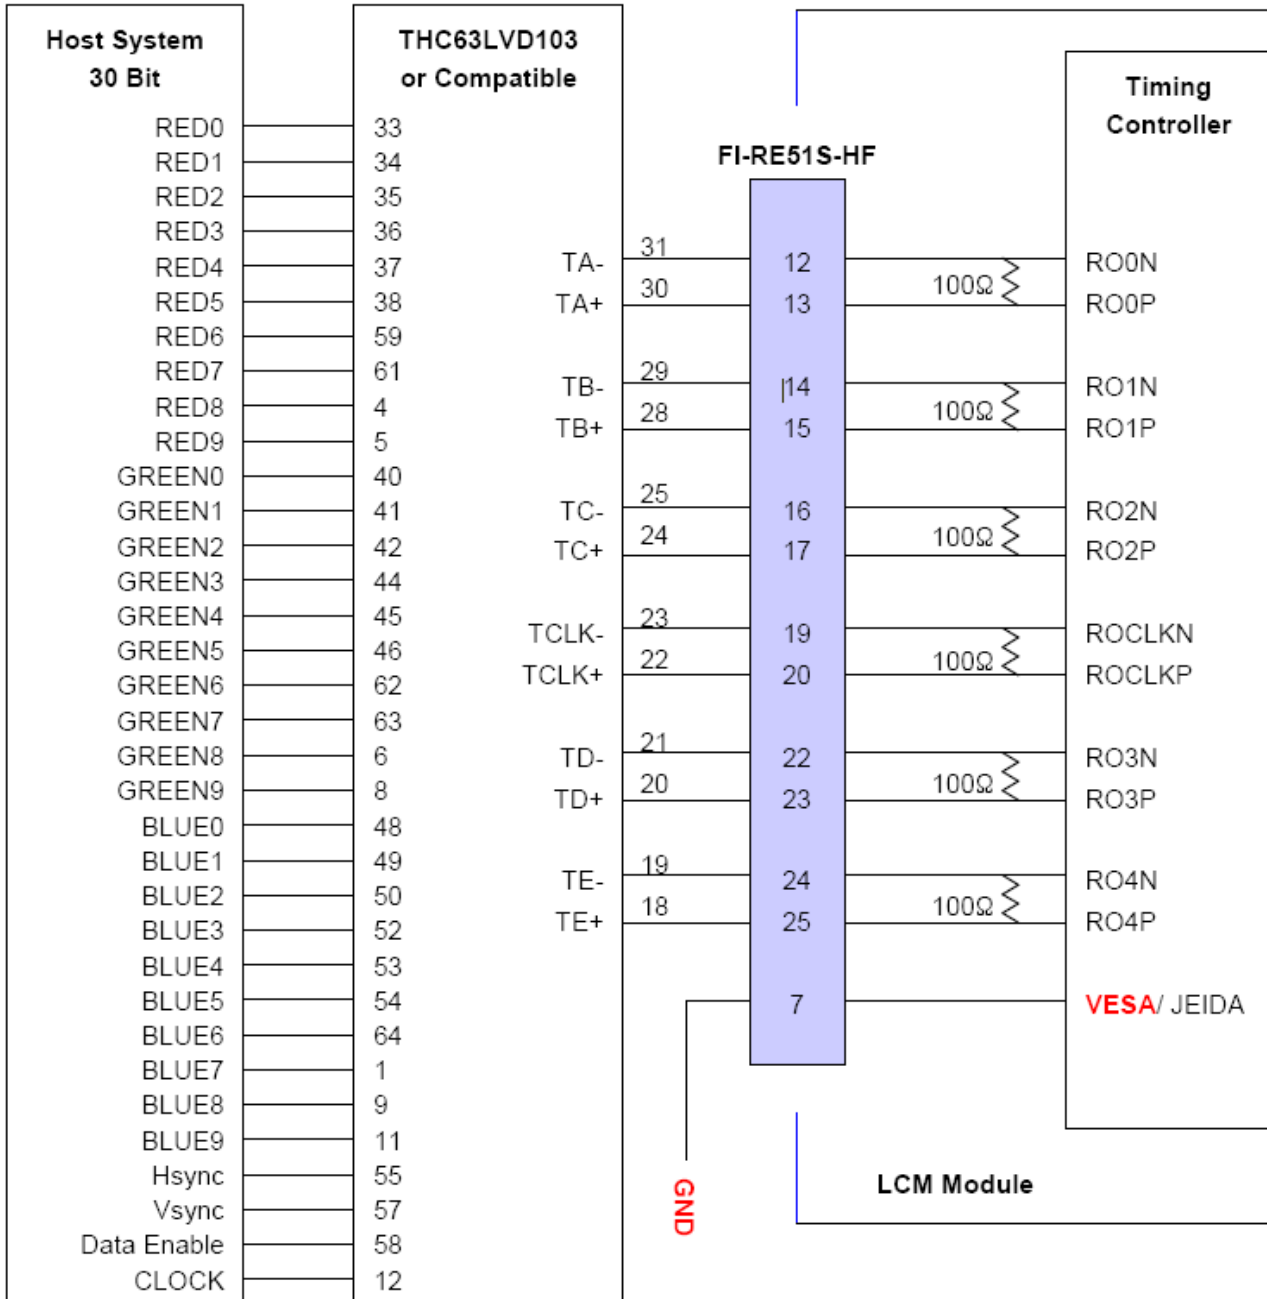 Host System
30 Bit
RED0
RED1
RED2
RED3
RED4
RED5
RED6
RED7
RED8
RED9
GREEN0
GREEN1
GREEN2
GREEN3
GREEN4
GREEN5
GREEN6
GREEN7
GREEN8
GREEN9
BLUE0
BLUE1
BLUE2
BLUE3
BLUE4
BLUE5
BLUE6
BLUE7
BLUE8
BLUE9
Hsync
Vsync
Data Enable
CLOCK
THC63LVD103
or Compatible
33
34
35
36
37
38
59
61
4
5
40
41
42
44
45
46
62
63
6
8
48
49
50
52
53
54
64
1
9
11
55
57
58
12
TA-
TA+
TB-
TB+
TC-
TC+
TCLK-
TCLK+
TD-
TD+
TE-
TE+
31
30
29
28
25
24
23
22
21
20
19
18
GND
FI-RE51S-HF
12
13
14
15
16
17
19
20
22
23
24
25
7
100Ω
100Ω
100Ω
100Ω
100Ω
100Ω
Timing
Controller
RO0N
RO0P
RO1N
RO1P
RO2N
RO2P
ROCLKN
ROCLKP
RO3N
RO3P
RO4N
RO4P
VESA/ JEIDA
LCM Module